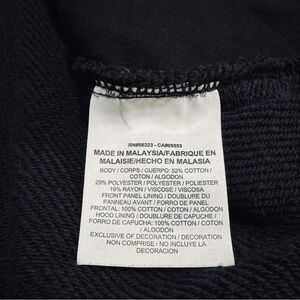 RN#56323 - CA#05553
MADE IN MALAYSIA/FABRIQUE EN
MALAISIE/HECHO EN MALASIA
BODY / CORPS / CUERPO: 52% COTTON /
COTON / ALGODON
29% POLYESTER / POLYESTER / POLIESTER
19% RAYON / VISCOSE / VISCOSA
FRONT PANEL LINING / DOUBLURE DU
PANNEAU AVANT / FORRO DE PANEL
FRONTAL: 100% COTTON / COTON / ALGODON
HOOD LINING / DOUBLURE DE CAPUCHE /
FORRO DE CAPUCHA: 100% COTTON / COTON
/ ALGODON
EXCLUSIVE OF DECORATION / DECORATION
NON COMPRISE / NO INCLUYE LA
DECORACION